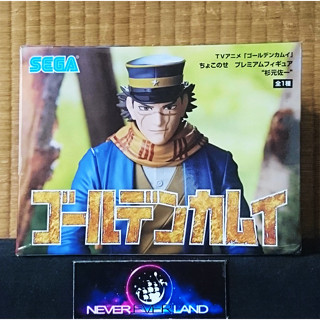 SEGA
TVアニメ「ゴールデンカムイ」
ちょこのせ プレミアムフィギュア
“杉元佐一”
全1種
ゴールデンカムイ
NEVER EVER LAND